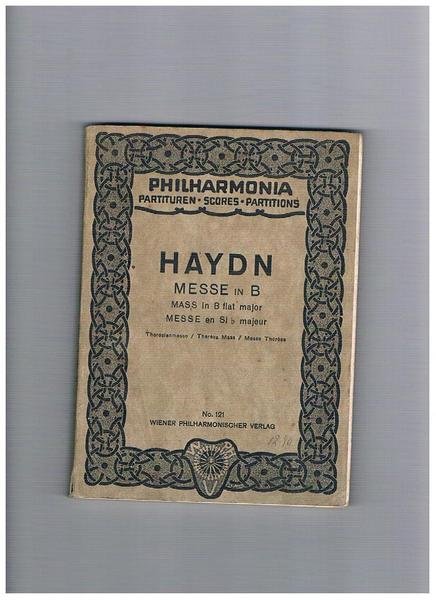 PHILHARMONIA
PARTITUREN • SCORES • PARTITIONS
HAYDN
MESSE IN B
MASS in B flat major
MESSE en Si ♭ majeur
Theresienmesse / Theresa Mass / Messe Thérèse
No. 121
WIENER PHILHARMONISCHER VERLAG